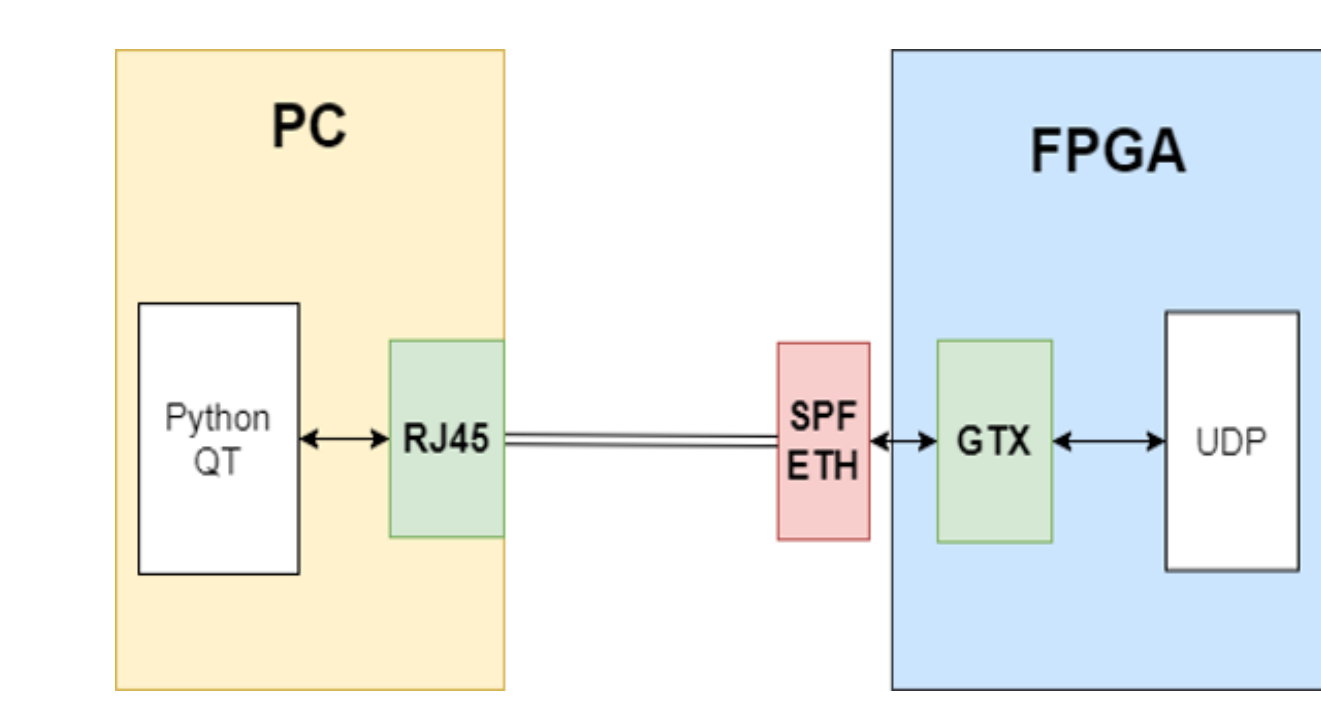 PC
FPGA
Python
QT
RJ45
SPF
ETH
GTX
UDP